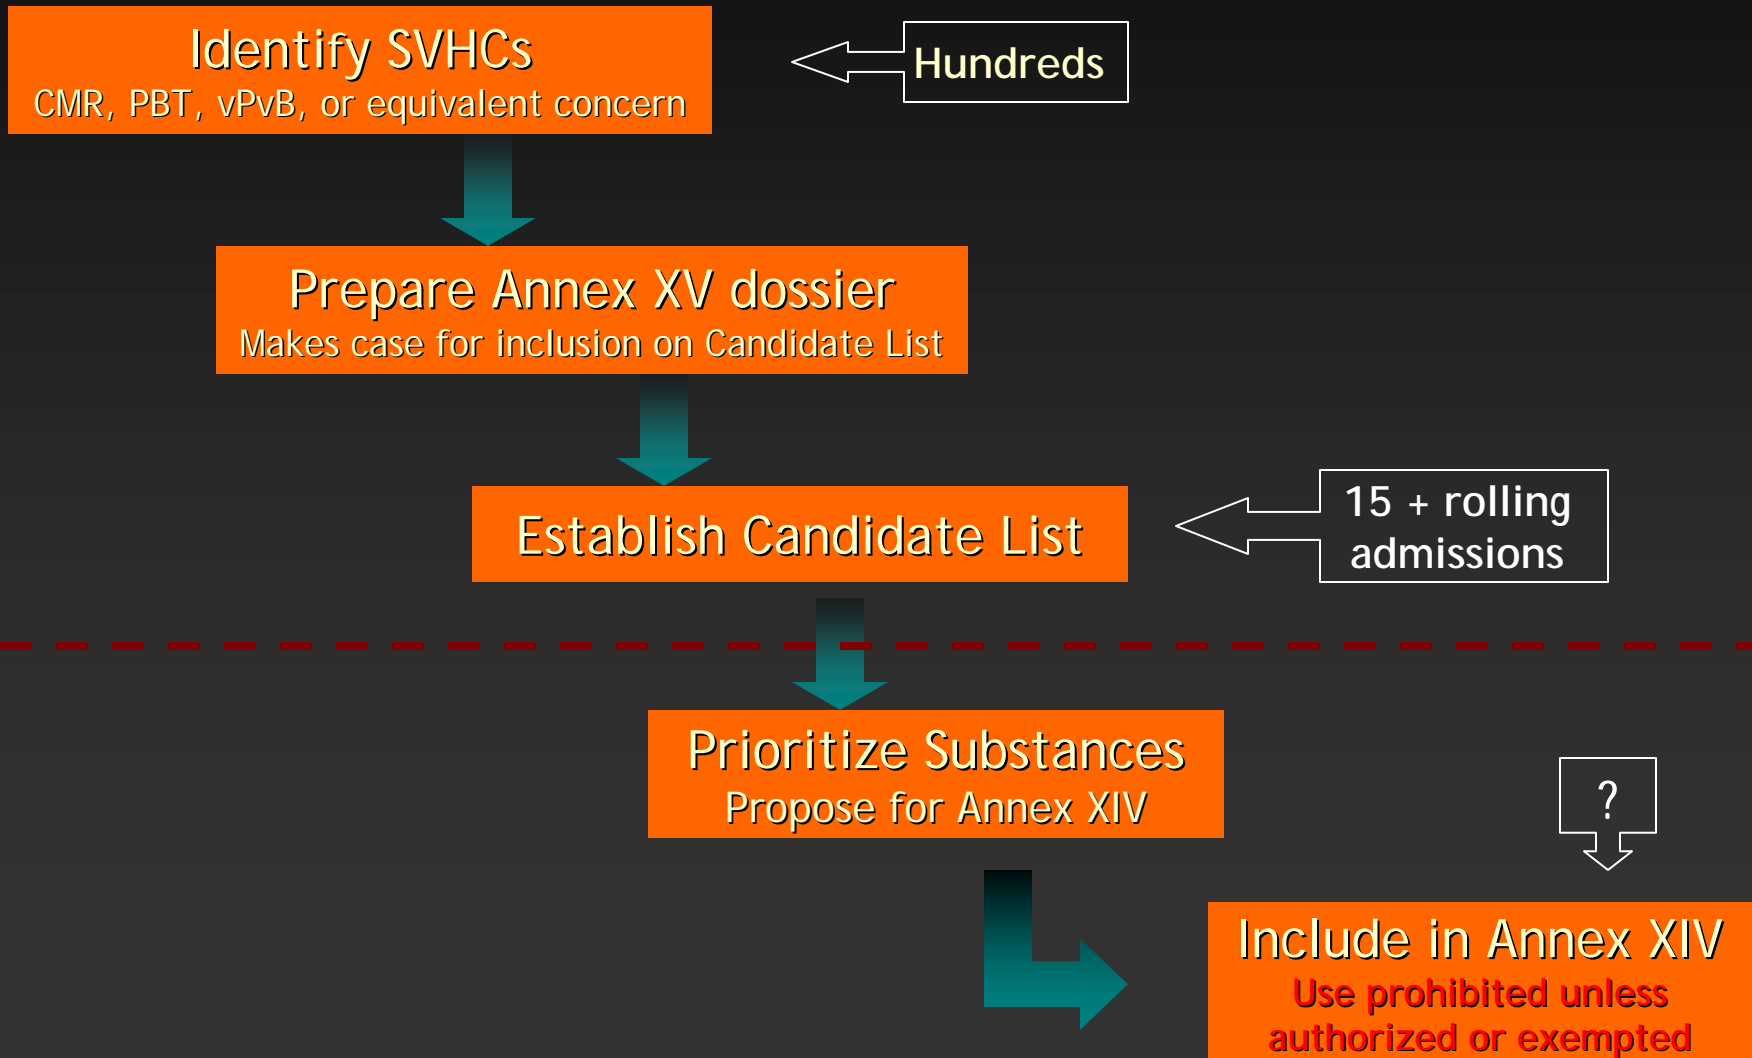 Identify SVHCs
CMR, PBT, vPvB, or equivalent concern
Hundreds
Prepare Annex XV dossier
Makes case for inclusion on Candidate List
Establish Candidate List
15 + rolling
admissions
Prioritize Substances
Propose for Annex XIV
?
Include in Annex XIV
Use prohibited unless
authorized or exempted